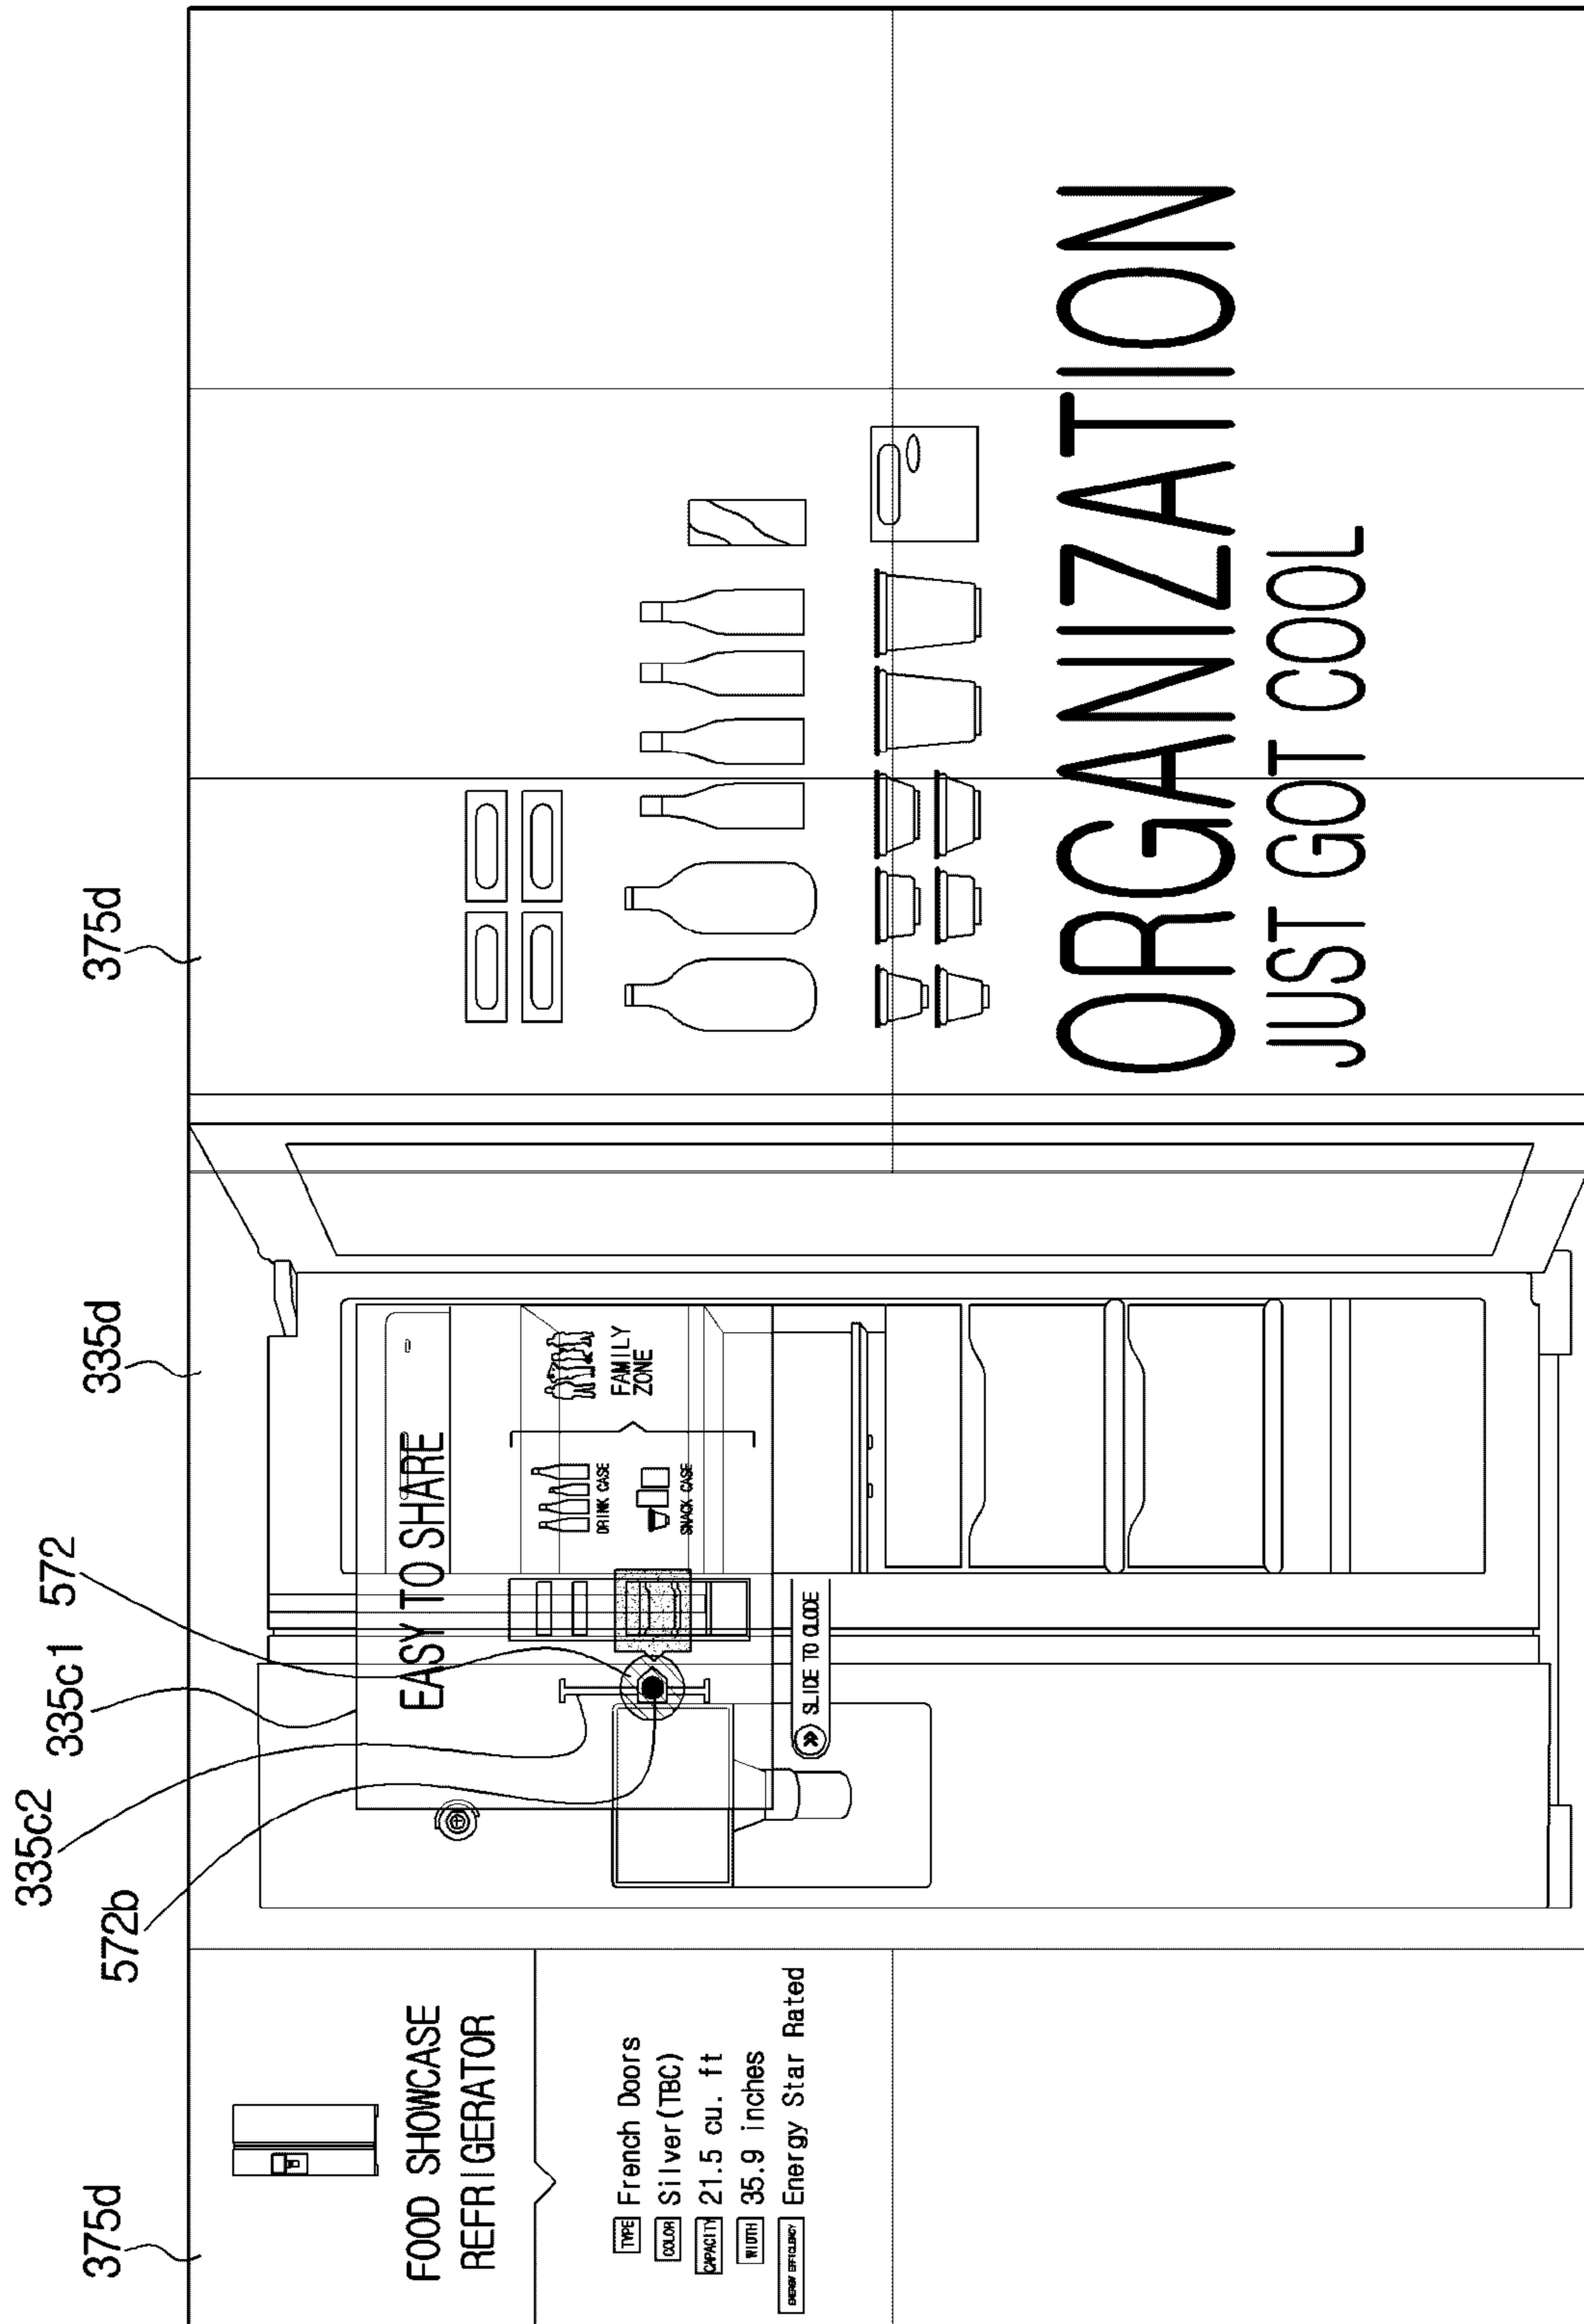 375d
572b
335c2
335c1
572
335d
375d
FOOD SHOWCASE
REFRIGERATOR
TYPE French Doors
COLOR Silver(TBC)
CAPACITY 21.5 cu. ft
WIDTH 35.9 inches
ENERGY EFFICIENCY Energy Star Rated
EASY TO SHARE
DRINK CASE
SNACK CASE
FAMILY
ZONE
SLIDE TO CLODE
ORGANIZATION
JUST GOT COOL